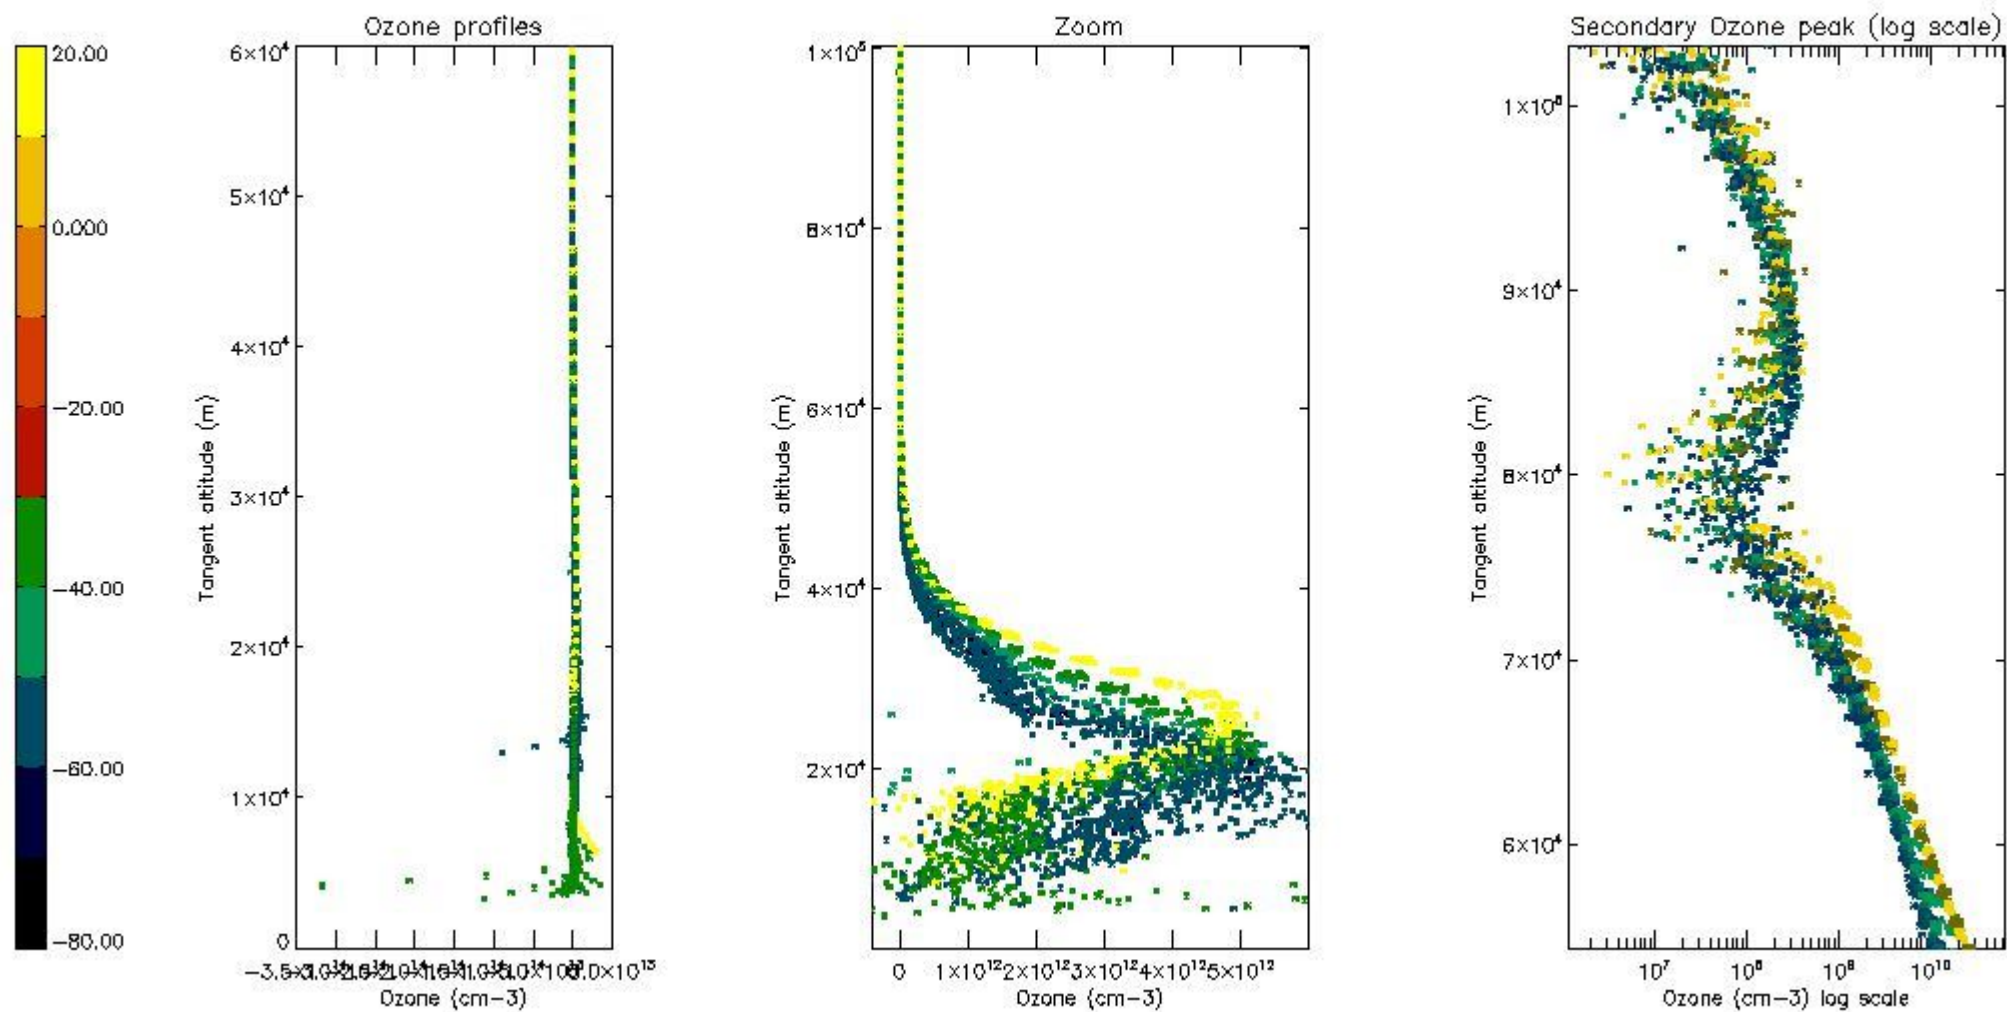 Ozone profiles
Zoom
Secondary Ozone peak (log scale)
20.00
0.000
−20.00
−40.00
−60.00
−80.00
6×10⁴
5×10⁴
4×10⁴
3×10⁴
2×10⁴
1×10⁴
0
Tangent altitude (m)
5.0×10¹³
Ozone (cm−3)
1×10⁵
8×10⁴
6×10⁴
4×10⁴
2×10⁴
Tangent altitude (m)
0 1×10¹² 2×10¹² 3×10¹² 4×10¹² 5×10¹²
Ozone (cm−3)
1×10⁵
9×10⁴
8×10⁴
7×10⁴
6×10⁴
Tangent altitude (m)
10⁷ 10⁸ 10⁹ 10¹⁰
Ozone (cm−3) log scale